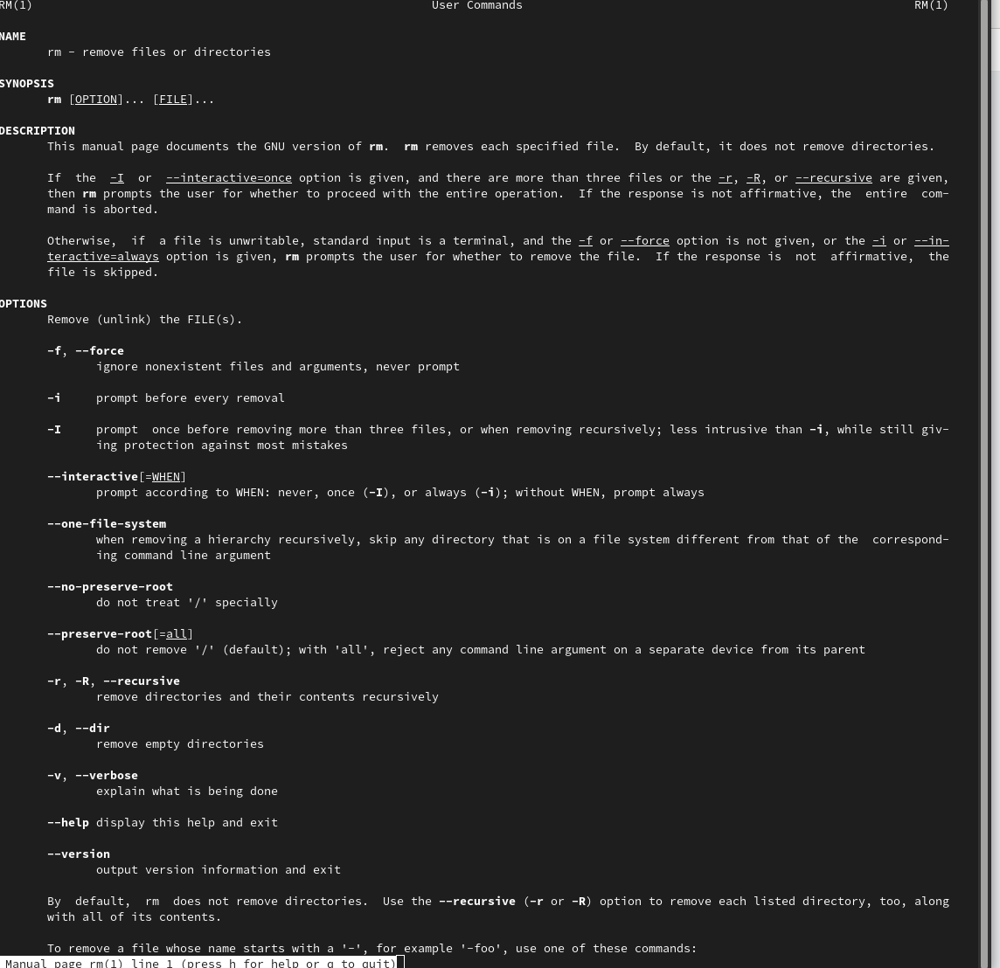 RM(1) User Commands RM(1)
NAME
rm - remove files or directories
SYNOPSIS
rm [OPTION]... [FILE]...
DESCRIPTION
This manual page documents the GNU version of rm.  rm removes each specified file.  By default, it does not remove directories.
If  the  -I  or  --interactive=once option is given, and there are more than three files or the -r, -R, or --recursive are given,
then rm prompts the user for whether to proceed with the entire operation.  If the response is not affirmative, the  entire  com-
mand is aborted.
Otherwise,  if  a file is unwritable, standard input is a terminal, and the -f or --force option is not given, or the -i or --in-
teractive=always option is given, rm prompts the user for whether to remove the file.  If the response is  not  affirmative,  the
file is skipped.
OPTIONS
Remove (unlink) the FILE(s).
-f, --force
ignore nonexistent files and arguments, never prompt
-i     prompt before every removal
-I     prompt  once before removing more than three files, or when removing recursively; less intrusive than -i, while still giv-
ing protection against most mistakes
--interactive[=WHEN]
prompt according to WHEN: never, once (-I), or always (-i); without WHEN, prompt always
--one-file-system
when removing a hierarchy recursively, skip any directory that is on a file system different from that of the  correspond-
ing command line argument
--no-preserve-root
do not treat '/' specially
--preserve-root[=all]
do not remove '/' (default); with 'all', reject any command line argument on a separate device from its parent
-r, -R, --recursive
remove directories and their contents recursively
-d, --dir
remove empty directories
-v, --verbose
explain what is being done
--help display this help and exit
--version
output version information and exit
By  default,  rm  does not remove directories.  Use the --recursive (-r or -R) option to remove each listed directory, too, along
with all of its contents.
To remove a file whose name starts with a '-', for example '-foo', use one of these commands:
Manual page rm(1) line 1 (press h for help or q to quit)